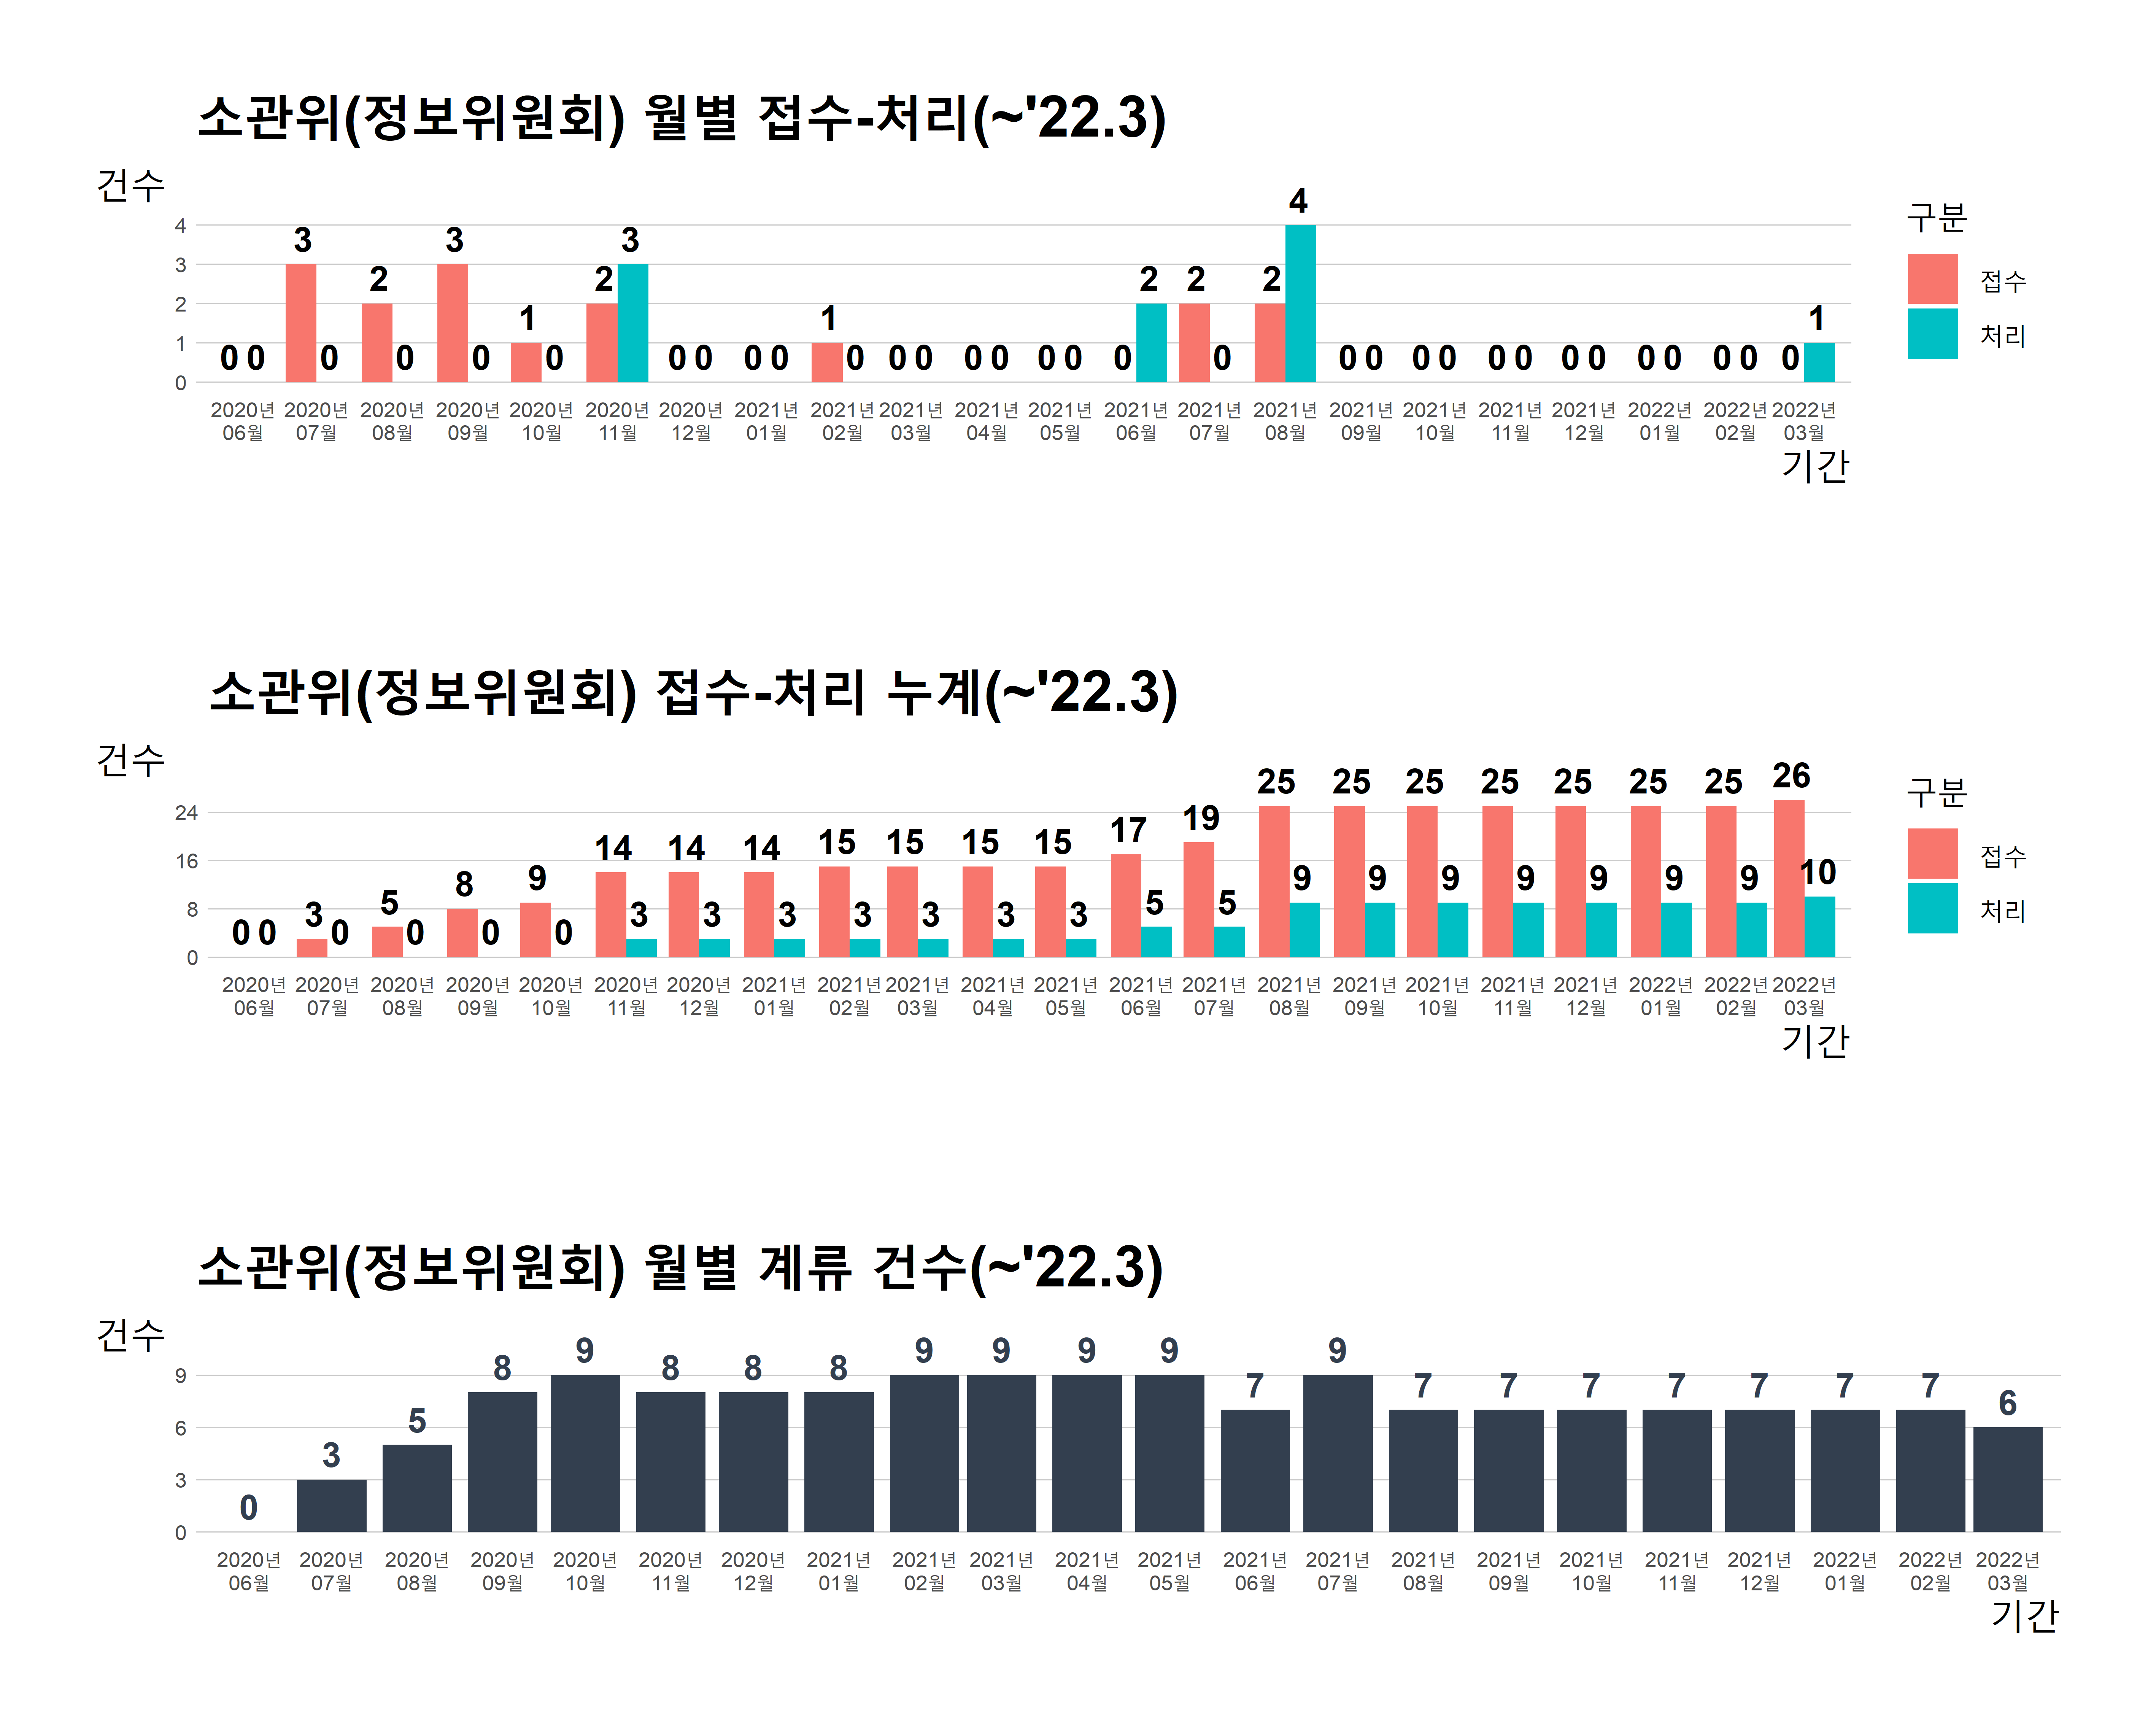 소관위(정보위원회) 월별 접수-처리(~'22.3)
건수
4
3
2
1
0
0 0 3 0 2 0 3 0 1 0 2 3 0 0 0 0 1 0 0 0 0 0 0 0 0 2 2 0 2 4 0 0 0 0 0 0 0 0 0 0 0 0 0 1
2020년 2020년 2020년 2020년 2020년 2020년 2020년 2021년 2021년 2021년 2021년 2021년 2021년 2021년 2021년 2021년 2021년 2021년 2021년 2022년 2022년 2022년
06월 07월 08월 09월 10월 11월 12월 01월 02월 03월 04월 05월 06월 07월 08월 09월 10월 11월 12월 01월 02월 03월
기간
구분
접수
처리
소관위(정보위원회) 접수-처리 누계(~'22.3)
건수
24
16
8
0
0 0 3 0 5 0 8 0 9 0 14 3 14 3 14 3 15 3 15 3 15 3 15 3 17 5 19 5 25 9 25 9 25 9 25 9 25 9 25 9 25 9 26 10
2020년 2020년 2020년 2020년 2020년 2020년 2020년 2021년 2021년 2021년 2021년 2021년 2021년 2021년 2021년 2021년 2021년 2021년 2021년 2022년 2022년 2022년
06월 07월 08월 09월 10월 11월 12월 01월 02월 03월 04월 05월 06월 07월 08월 09월 10월 11월 12월 01월 02월 03월
기간
구분
접수
처리
소관위(정보위원회) 월별 계류 건수(~'22.3)
건수
9
6
3
0
0 3 5 8 9 8 8 8 9 9 9 9 7 9 7 7 7 7 7 7 7 6
2020년 2020년 2020년 2020년 2020년 2020년 2020년 2021년 2021년 2021년 2021년 2021년 2021년 2021년 2021년 2021년 2021년 2021년 2021년 2022년 2022년 2022년
06월 07월 08월 09월 10월 11월 12월 01월 02월 03월 04월 05월 06월 07월 08월 09월 10월 11월 12월 01월 02월 03월
기간